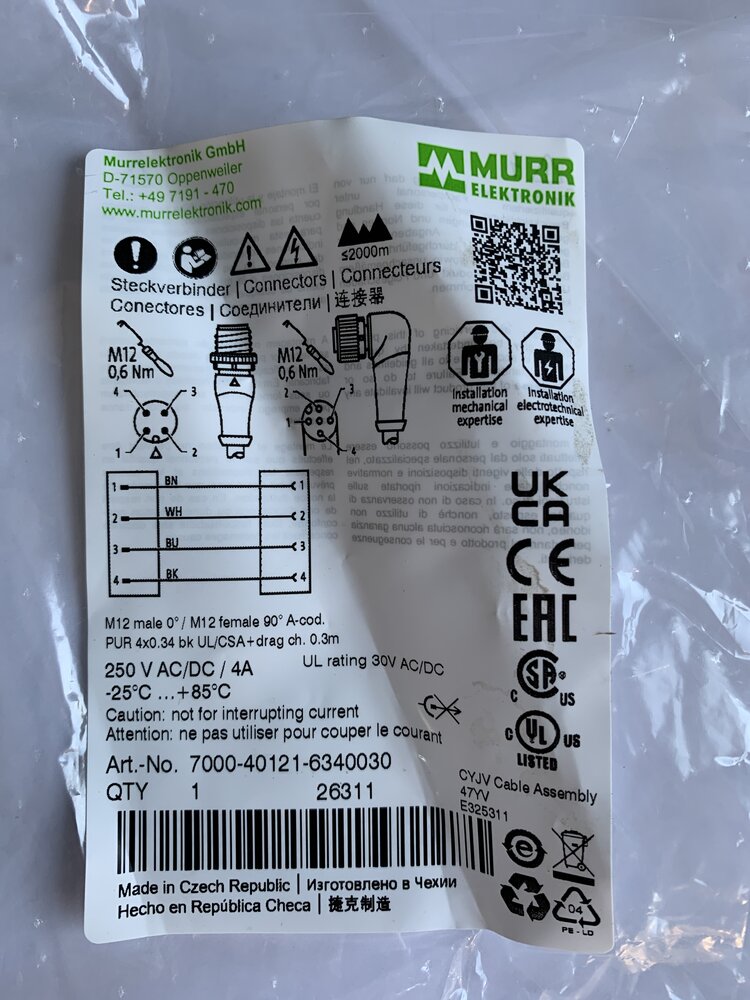 Murrelektronik GmbH
D-71570 Oppenweiler
Tel.: +49 7191 - 470
www.murrelektronik.com
MURR
ELEKTRONIK
≤2000m
Steckverbinder | Connectors | Connecteurs
Conectores | Соединители | 连接器
M12
0,6 Nm
M12
0,6 Nm
4 3
1 2
2 3
1 4
Installation
mechanical
expertise
Installation
electrotechnical
expertise
1 BN 1
2 WH 2
3 BU 3
4 BK 4
UK
CA
CE
EAC
M12 male 0° / M12 female 90° A-cod.
PUR 4x0.34 bk UL/CSA+drag ch. 0.3m
250 V AC/DC / 4A UL rating 30V AC/DC
-25°C ...+85°C
Caution: not for interrupting current
Attention: ne pas utiliser pour couper le courant
C SA® US
C UL US
LISTED
Art.-No. 7000-40121-6340030
QTY 1 26311
CYJV Cable Assembly
47YV
E325311
Made in Czech Republic | Изготовлено в Чехии
Hecho en República Checa | 捷克制造
e
04
PE - LD